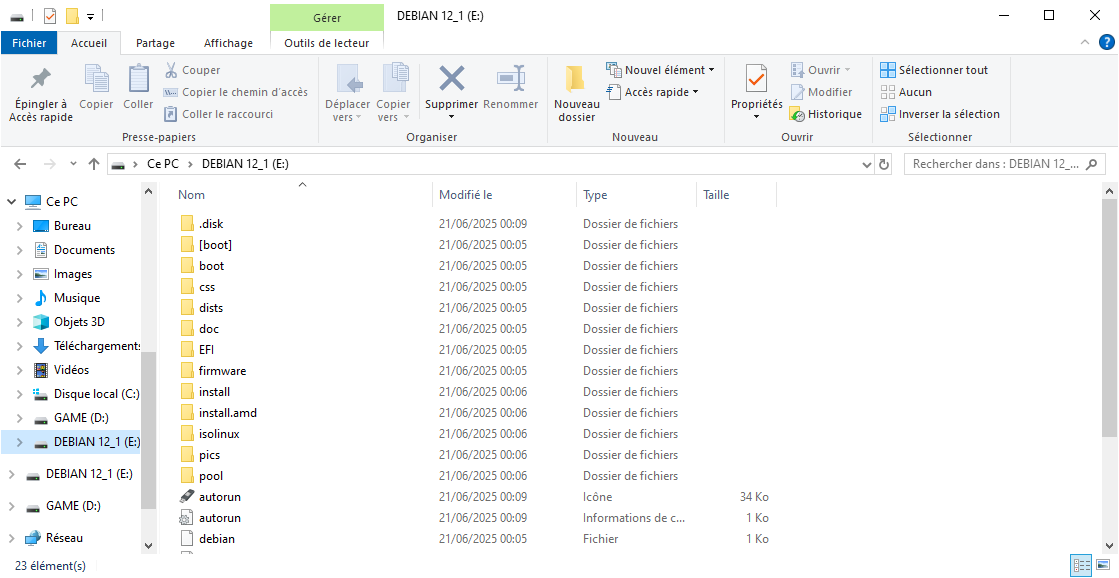 Gérer
DEBIAN 12_1 (E:)
Fichier
Accueil
Partage
Affichage
Outils de lecteur
Épingler à
Accès rapide
Copier
Coller
Couper
Copier le chemin d'accès
Coller le raccourci
Presse-papiers
Déplacer
vers
Copier
vers
Supprimer
Renommer
Organiser
Nouveau
dossier
Nouvel élément
Accès rapide
Nouveau
Propriétés
Ouvrir
Modifier
Historique
Ouvrir
Sélectionner tout
Aucun
Inverser la sélection
Sélectionner
Ce PC > DEBIAN 12_1 (E:)
Rechercher dans : DEBIAN 12_...
Ce PC
Bureau
Documents
Images
Musique
Objets 3D
Téléchargements
Vidéos
Disque local (C:)
GAME (D:)
DEBIAN 12_1 (E:)
DEBIAN 12_1 (E:)
GAME (D:)
Réseau
Nom Modifié le Type Taille
.disk 21/06/2025 00:09 Dossier de fichiers
[boot] 21/06/2025 00:05 Dossier de fichiers
boot 21/06/2025 00:05 Dossier de fichiers
css 21/06/2025 00:05 Dossier de fichiers
dists 21/06/2025 00:05 Dossier de fichiers
doc 21/06/2025 00:05 Dossier de fichiers
EFI 21/06/2025 00:05 Dossier de fichiers
firmware 21/06/2025 00:05 Dossier de fichiers
install 21/06/2025 00:06 Dossier de fichiers
install.amd 21/06/2025 00:06 Dossier de fichiers
isolinux 21/06/2025 00:06 Dossier de fichiers
pics 21/06/2025 00:06 Dossier de fichiers
pool 21/06/2025 00:06 Dossier de fichiers
autorun 21/06/2025 00:09 Icône 34 Ko
autorun 21/06/2025 00:09 Informations de c... 1 Ko
debian 21/06/2025 00:05 Fichier 1 Ko
23 élément(s)